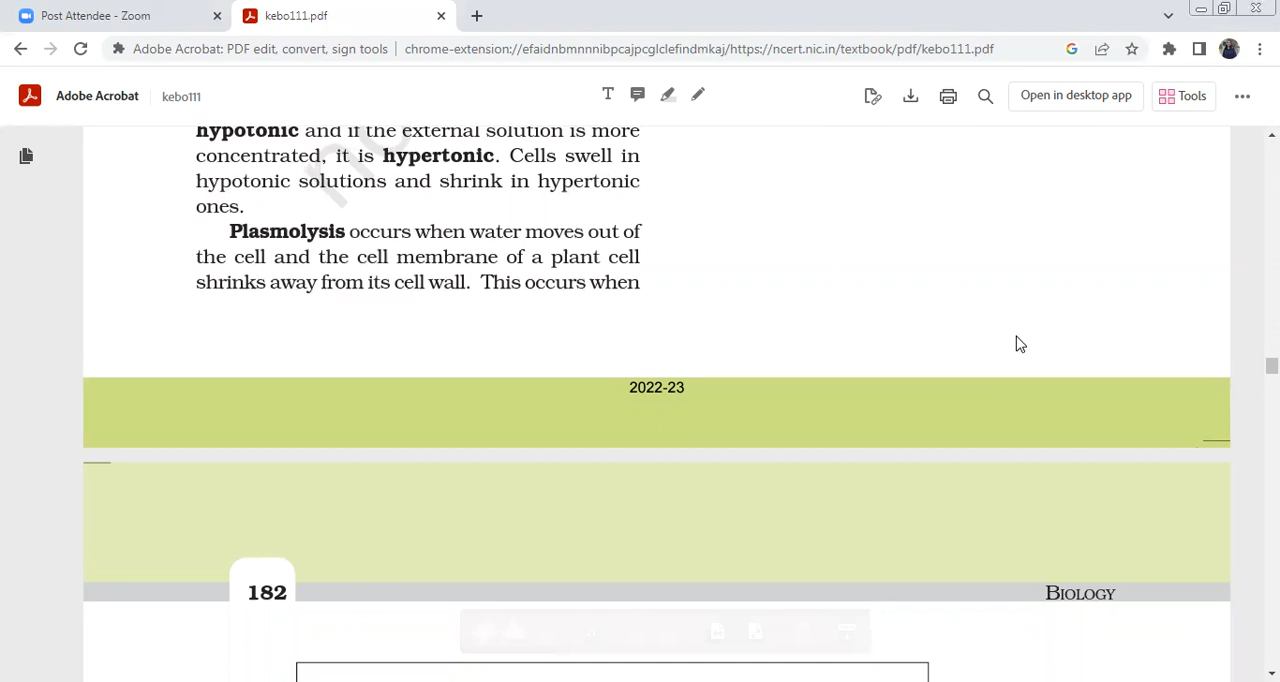 Post Attendee - Zoom
kebo111.pdf
Adobe Acrobat: PDF edit, convert, sign tools
chrome-extension://efaidnbmnnnibpcajpcglclefindmkaj/https://ncert.nic.in/textbook/pdf/kebo111.pdf
Adobe Acrobat
kebo111
Open in desktop app
Tools
hypotonic and if the external solution is more
concentrated, it is hypertonic. Cells swell in
hypotonic solutions and shrink in hypertonic
ones.
Plasmolysis occurs when water moves out of
the cell and the cell membrane of a plant cell
shrinks away from its cell wall. This occurs when
2022-23
182
BIOLOGY